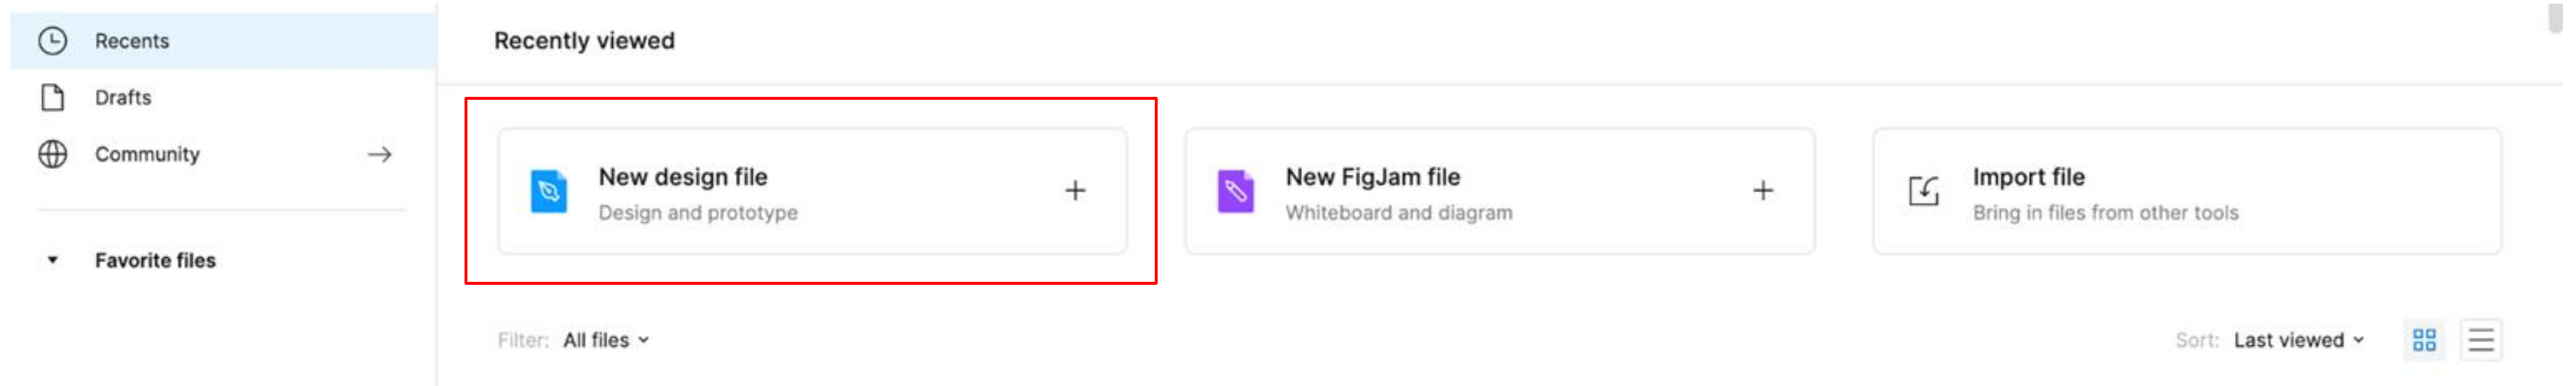 Recents
Drafts
Community
Favorite files
Recently viewed
New design file
Design and prototype
New FigJam file
Whiteboard and diagram
Import file
Bring in files from other tools
Filter: All files
Sort: Last viewed